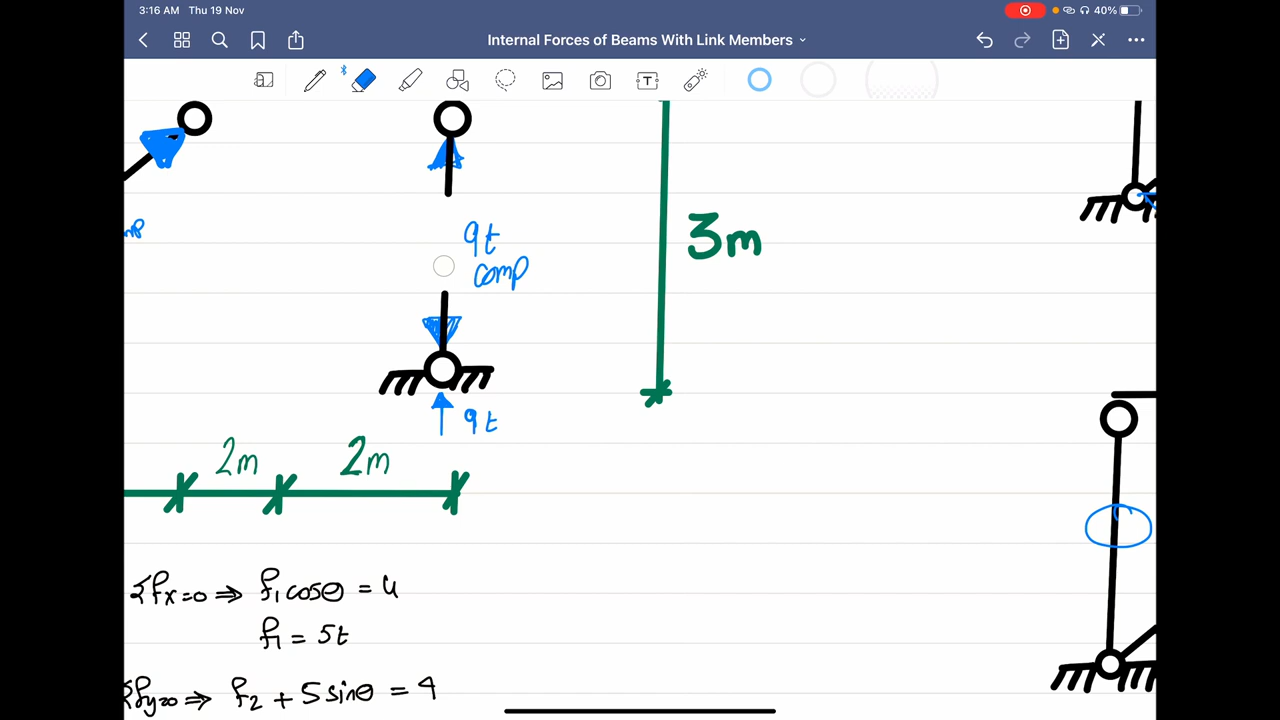 3:16 AM Thu 19 Nov
40%
Internal Forces of Beams With Link Members
T
9t
comp
3m
9t
2m 2m
Σfx=0 ⇒ f1 cosθ = 4
f1 = 5t
Σfy=0 ⇒ f2 + 5 sinθ = 9